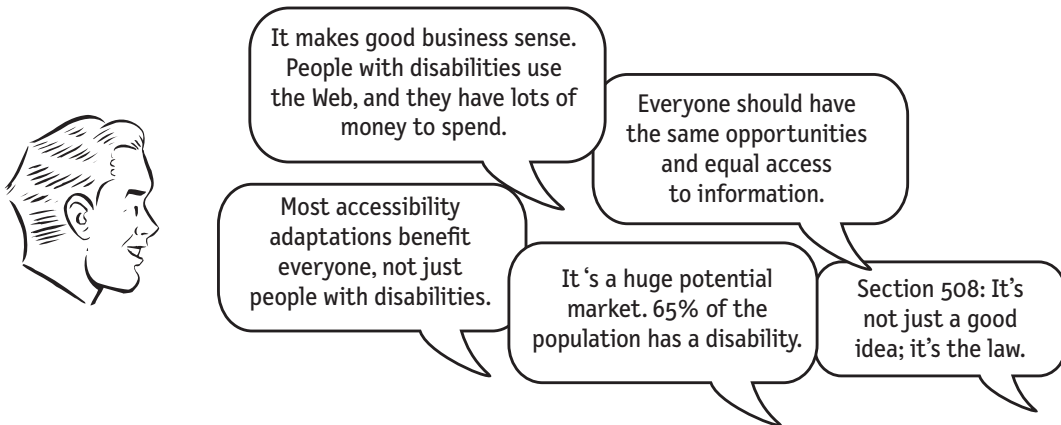 It makes good business sense.
People with disabilities use
the Web, and they have lots of
money to spend.
Everyone should have
the same opportunities
and equal access
to information.
Most accessibility
adaptations benefit
everyone, not just
people with disabilities.
It ‘s a huge potential
market. 65% of the
population has a disability.
Section 508: It’s
not just a good
idea; it’s the law.